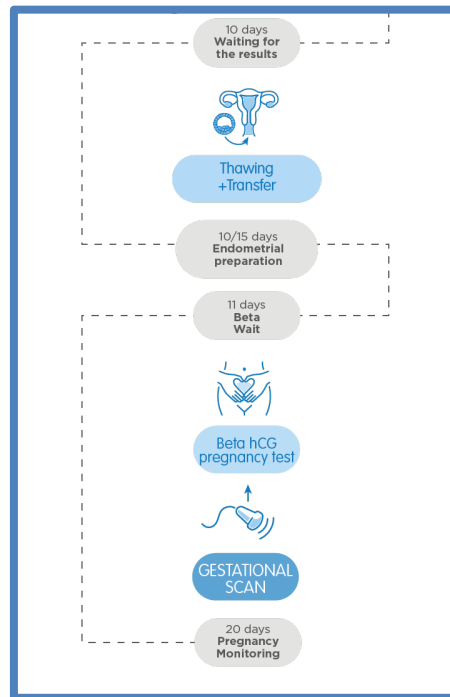 10 days
Waiting for
the results
Thawing
+Transfer
10/15 days
Endometrial
preparation
11 days
Beta
Wait
Beta hCG
pregnancy test
GESTATIONAL
SCAN
20 days
Pregnancy
Monitoring